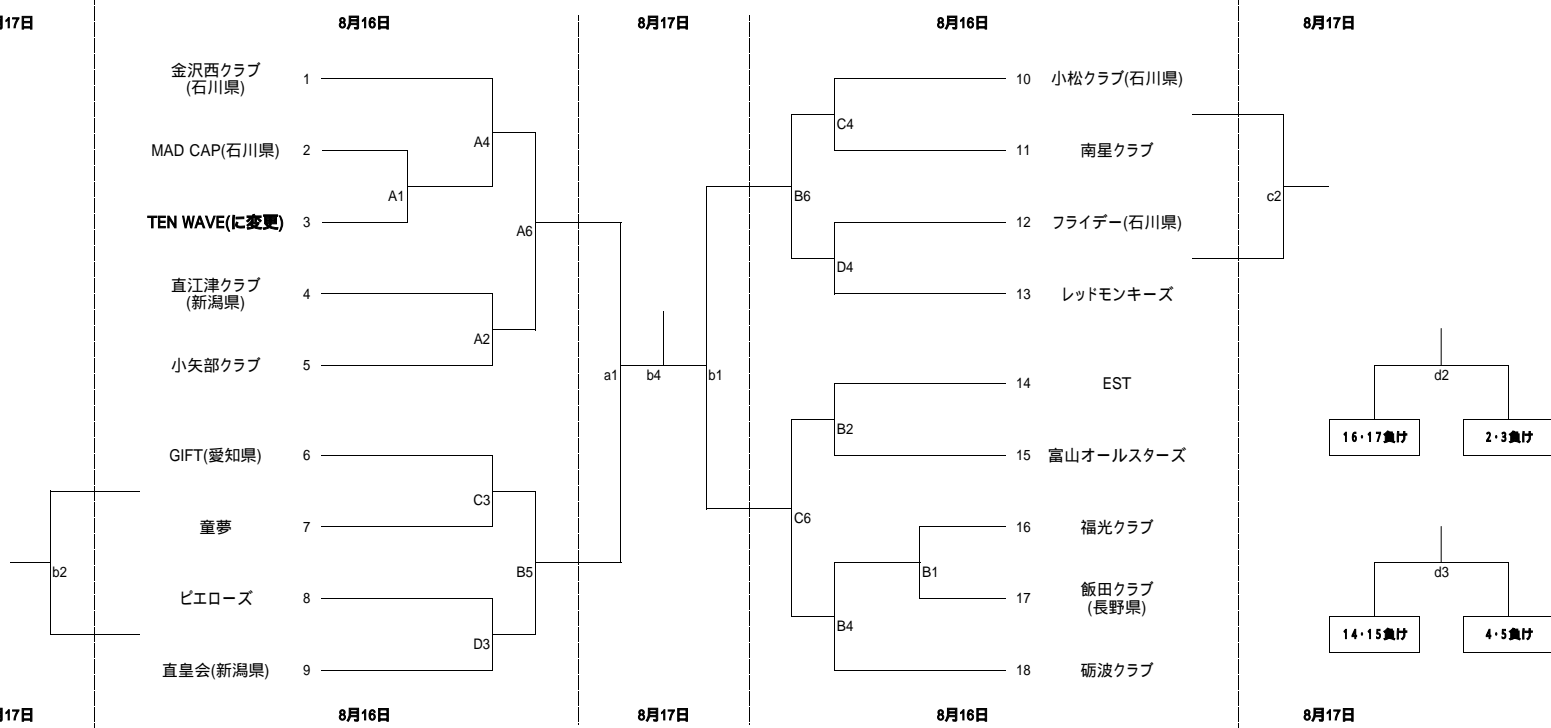 月17日
8月16日
8月17日
8月16日
8月17日
金沢西クラブ
(石川県)
1
MAD CAP(石川県)
2
TEN WAVE(に変更)
3
直江津クラブ
(新潟県)
4
小矢部クラブ
5
GIFT(愛知県)
6
童夢
7
ピエローズ
8
直皇会(新潟県)
9
A4
A1
A6
A2
C3
B5
D3
b2
a1
b4
b1
C4
B6
D4
B2
C6
B1
B4
10
小松クラブ(石川県)
11
南星クラブ
12
フライデー(石川県)
13
レッドモンキーズ
14
EST
15
富山オールスターズ
16
福光クラブ
17
飯田クラブ
(長野県)
18
砺波クラブ
c2
d2
16・17負け
2・3負け
d3
14・15負け
4・5負け
月17日
8月16日
8月17日
8月16日
8月17日